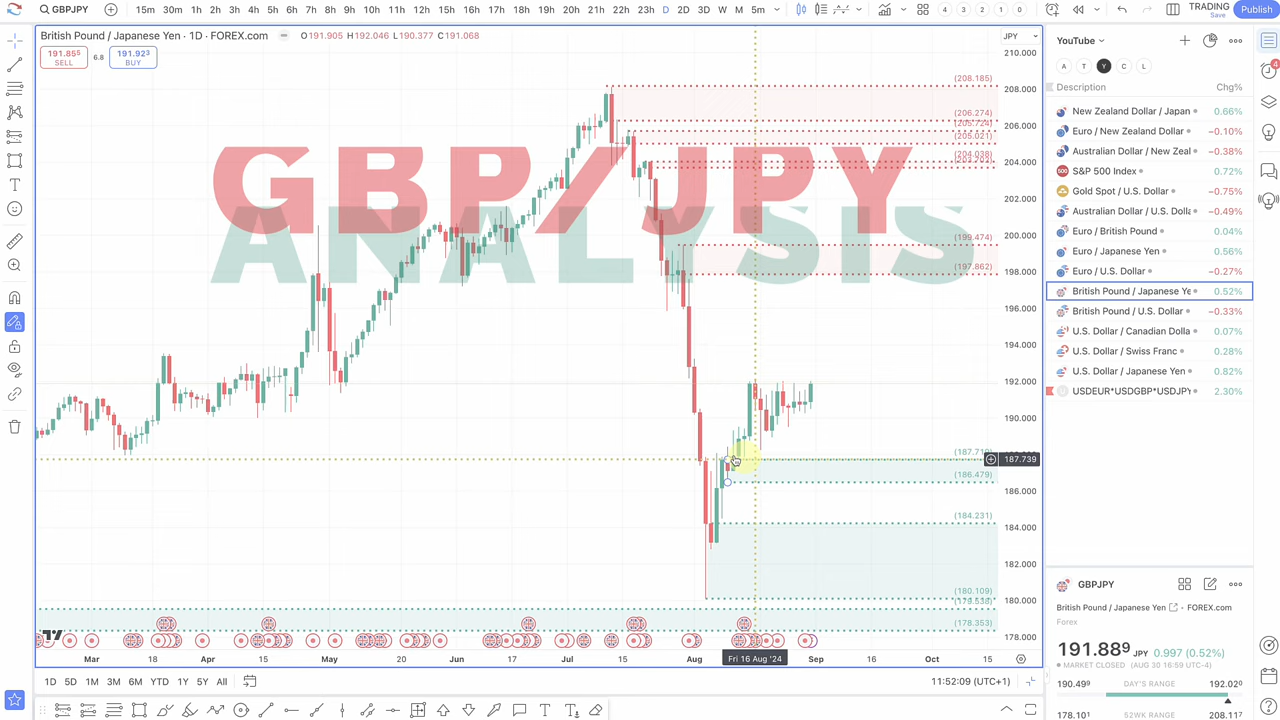 GBPJPY
15m 30m 1h 2h 3h 4h 5h 6h 7h 8h 9h 10h 11h 12h 15h 16h 17h 18h 19h 20h 21h 22h 23h D 2D 3D W M 5m
4 3 2 1 0
TRADING
Save
Publish
British Pound / Japanese Yen · 1D · FOREX.com
O191.905 H192.046 L190.377 C191.068
191.855
SELL
6.8
191.923
BUY
JPY
GBP/JPY
ANALYSIS
(208.185)
(206.274)
(205.724)
(205.021)
(204.038)
(199.474)
(197.862)
(186.479)
(184.231)
(180.109)
(179.538)
(178.353)
210.000
208.000
206.000
204.000
202.000
200.000
198.000
196.000
194.000
192.000
190.000
187.739
186.000
184.000
182.000
180.000
178.000
Mar 18 Apr 15 May 20 Jun 17 Jul 15 Aug Fri 16 Aug '24 Sep 16 Oct 15
1D 5D 1M 3M 6M YTD 1Y 5Y All
11:52:09 (UTC+1)
YouTube
A T Y C L
Description Chg%
New Zealand Dollar / Japan 0.66%
Euro / New Zealand Dollar −0.10%
Australian Dollar / New Zeal −0.38%
S&P 500 Index 0.72%
Gold Spot / U.S. Dollar −0.75%
Australian Dollar / U.S. Dolla −0.49%
Euro / British Pound 0.04%
Euro / Japanese Yen 0.56%
Euro / U.S. Dollar −0.27%
British Pound / Japanese Ye 0.52%
British Pound / U.S. Dollar −0.33%
U.S. Dollar / Canadian Dolla 0.07%
U.S. Dollar / Swiss Franc 0.28%
U.S. Dollar / Japanese Yen 0.82%
USDEUR*USDGBP*USDJPY 2.30%
GBPJPY
British Pound / Japanese Yen · FOREX.com
Forex
191.889 JPY 0.997 (0.52%)
MARKET CLOSED (AUG 30 16:59 UTC-4)
190.499 DAY'S RANGE 192.020
178.101 52WK RANGE 208.117